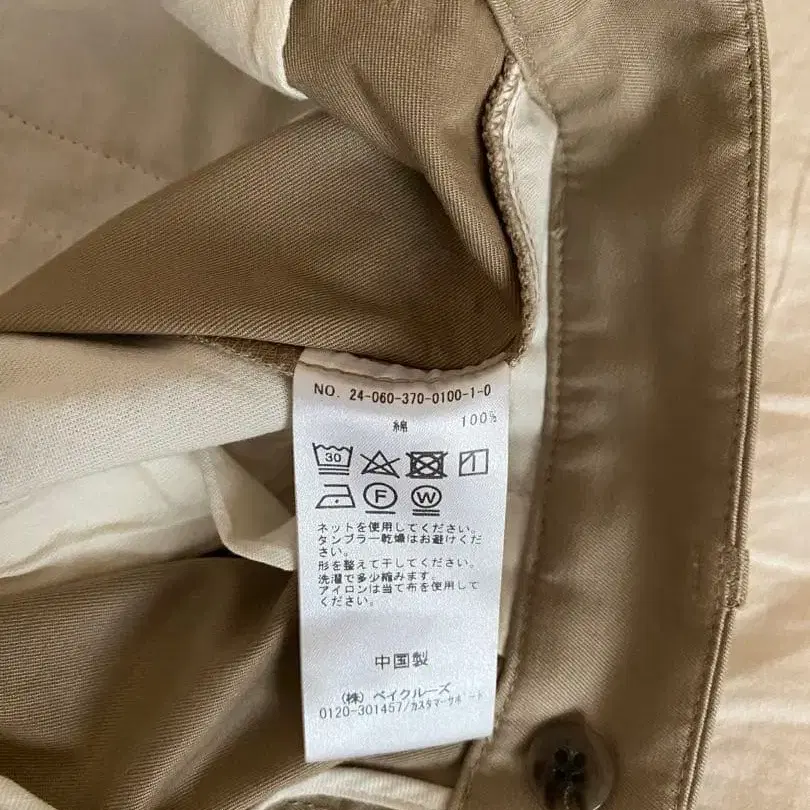 NO. 24-060-370-0100-1-0
綿 100%
30
F W
ネットを使用してください。
タンブラー乾燥はお避けくだ
さい。
形を整えて干してください。
洗濯で多少縮みます。
アイロンは当て布を使用して
ください。
中国製
(株) ベイクルーズ
0120-301457/カスタマーサポート